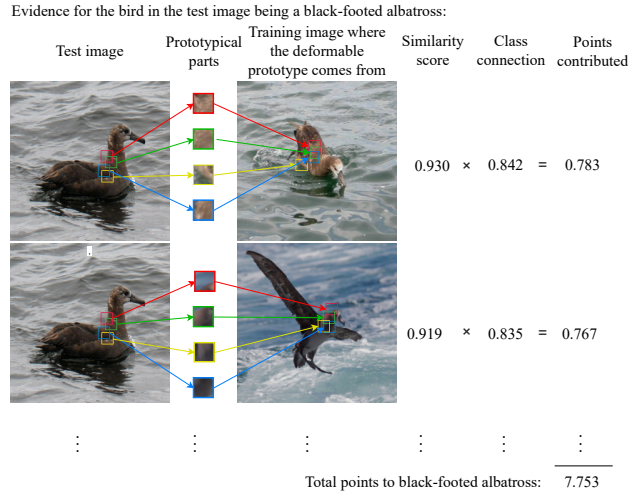 Evidence for the bird in the test image being a black-footed albatross:
Test image
Prototypical
parts
Training image where
the deformable
prototype comes from
Similarity
score
Class
connection
Points
contributed
0.930 × 0.842 = 0.783
0.919 × 0.835 = 0.767
⋮ ⋮ ⋮ ⋮ ⋮ ⋮
Total points to black-footed albatross: 7.753